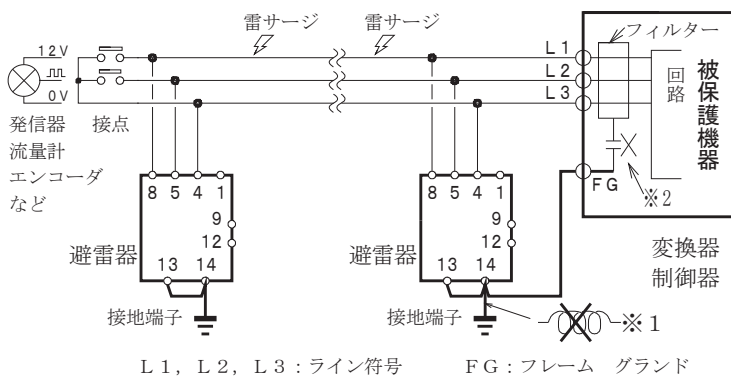 雷サージ 雷サージ
12V
0V
発信器
流量計
エンコーダ
など
接点
L1
L2
L3
フィルター
回路
被保護機器
FG
※2
8 5 4 1
9
12
13 14
避雷器
接地端子
8 5 4 1
9
12
13 14
避雷器
接地端子
変換器
制御器
※1
L1,L2,L3:ライン符号 FG:フレーム グランド